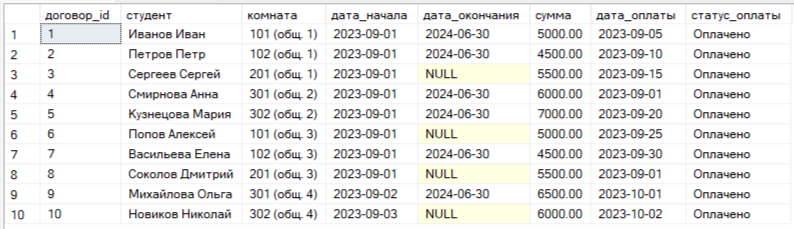 договор_id студент комната дата_начала дата_окончания сумма дата_оплаты статус_оплаты
1 1 Иванов Иван 101 (общ. 1) 2023-09-01 2024-06-30 5000.00 2023-09-05 Оплачено
2 2 Петров Петр 102 (общ. 1) 2023-09-01 2024-06-30 4500.00 2023-09-10 Оплачено
3 3 Сергеев Сергей 201 (общ. 1) 2023-09-01 NULL 5500.00 2023-09-15 Оплачено
4 4 Смирнова Анна 301 (общ. 2) 2023-09-01 2024-06-30 6000.00 2023-09-01 Оплачено
5 5 Кузнецова Мария 302 (общ. 2) 2023-09-01 2024-06-30 7000.00 2023-09-20 Оплачено
6 6 Попов Алексей 101 (общ. 3) 2023-09-01 NULL 5000.00 2023-09-25 Оплачено
7 7 Васильева Елена 102 (общ. 3) 2023-09-01 2024-06-30 4500.00 2023-09-30 Оплачено
8 8 Соколов Дмитрий 201 (общ. 3) 2023-09-01 NULL 5500.00 2023-09-01 Оплачено
9 9 Михайлова Ольга 301 (общ. 4) 2023-09-02 2024-06-30 6500.00 2023-10-01 Оплачено
10 10 Новиков Николай 302 (общ. 4) 2023-09-03 NULL 6000.00 2023-10-02 Оплачено